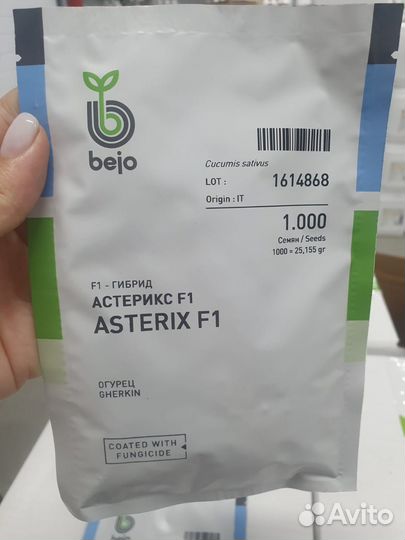 bejo
Cucumis sativus
LOT : 1614868
Origin : IT
1.000
Семян / Seeds
1000 = 25,155 gr
F1 - ГИБРИД
АСТЕРИКС F1
ASTERIX F1
ОГУРЕЦ
GHERKIN
COATED WITH
FUNGICIDE
Avito